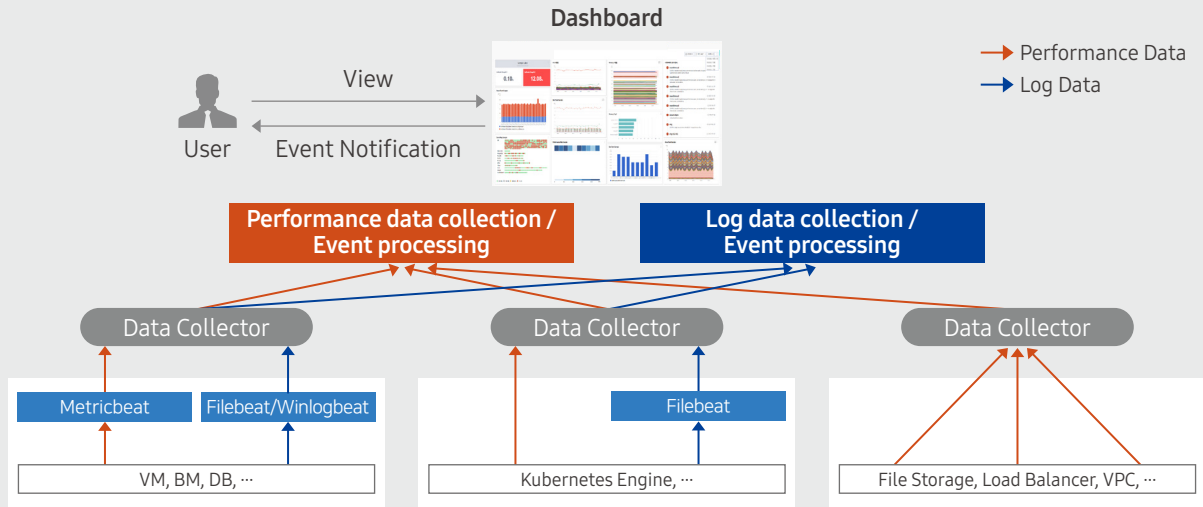 Dashboard
Performance Data
Log Data
View
User
Event Notification
Performance data collection /
Event processing
Log data collection /
Event processing
Data Collector
Data Collector
Data Collector
Metricbeat
Filebeat/Winlogbeat
Filebeat
VM, BM, DB, ···
Kubernetes Engine, ···
File Storage, Load Balancer, VPC, ···